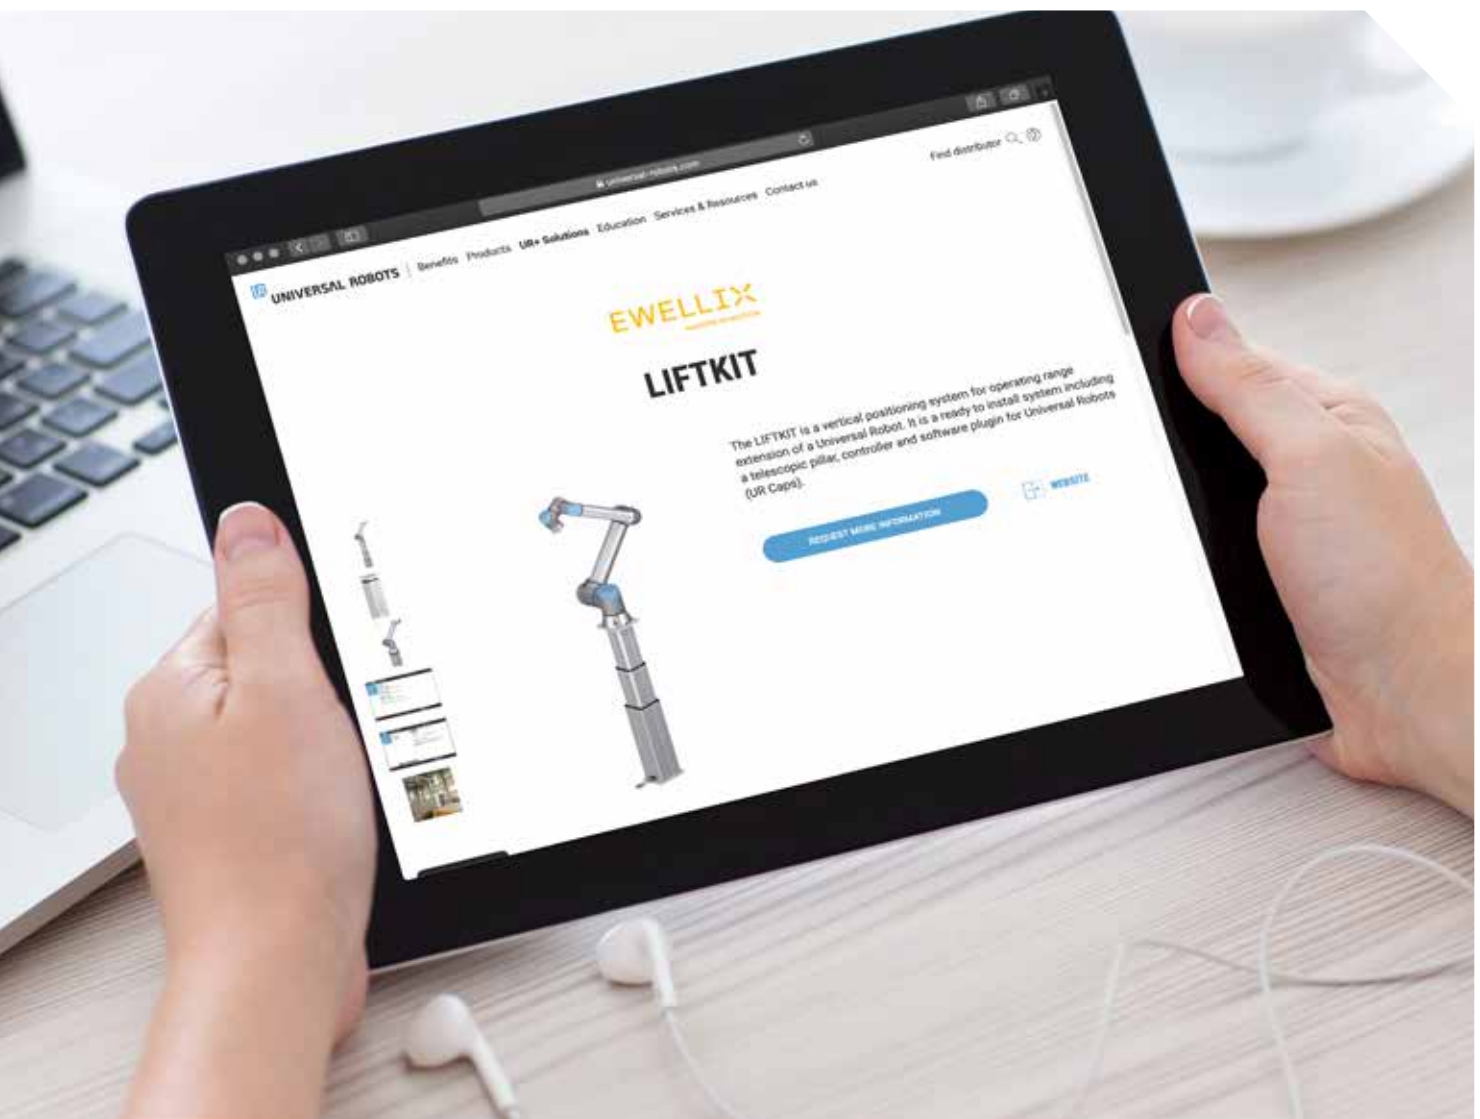 universal-robots.com
Find distributor
UNIVERSAL ROBOTS Benefits Products UR+ Solutions Education Services & Resources Contact us
EWELLIX
LIFTKIT
The LIFTKIT is a vertical positioning system for operating range
extension of a Universal Robot. It is a ready to install system including
a telescopic pillar, controller and software plugin for Universal Robots
(UR Caps).
REQUEST MORE INFORMATION
WEBSITE